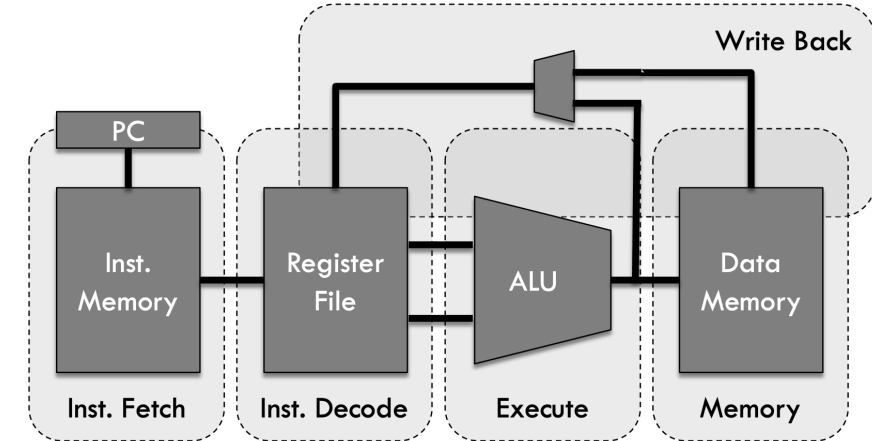 Write Back
PC
Inst.
Memory
Register
File
ALU
Data
Memory
Inst. Fetch
Inst. Decode
Execute
Memory